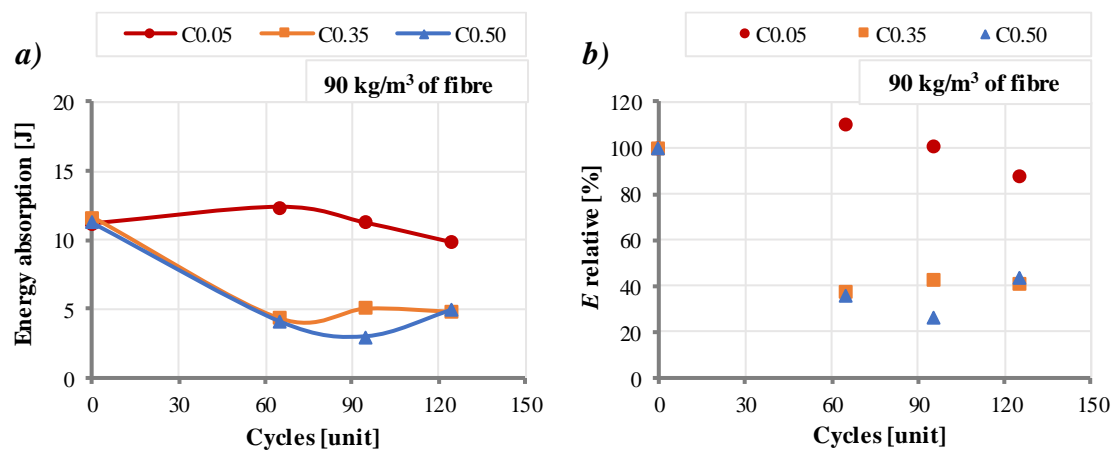 a)
C0.05 C0.35 C0.50
90 kg/m³ of fibre
Energy absorption [J]
20
15
10
5
0
0 30 60 90 120 150
Cycles [unit]
b)
C0.05 C0.35 C0.50
90 kg/m³ of fibre
E relative [%]
120
100
80
60
40
20
0
0 30 60 90 120 150
Cycles [unit]